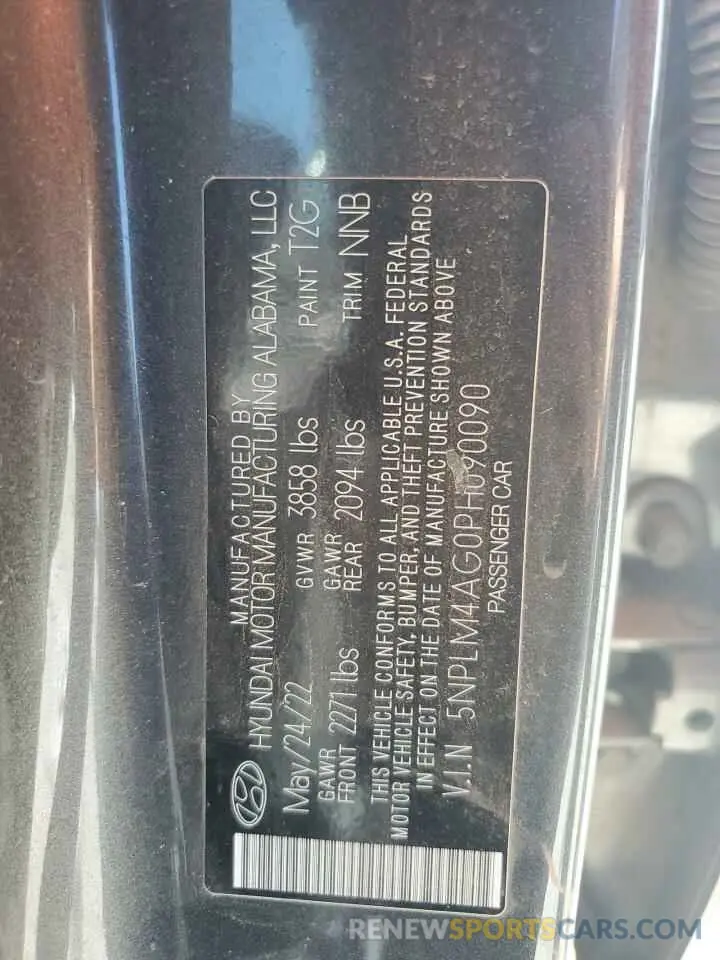 MANUFACTURED BY
HYUNDAI MOTOR MANUFACTURING ALABAMA, LLC
May/24/22 GVWR 3858 lbs PAINT T2G
GAWR FRONT 2271 lbs GAWR REAR 2094 lbs TRIM NNB
THIS VEHICLE CONFORMS TO ALL APPLICABLE U.S.A. FEDERAL
MOTOR VEHICLE SAFETY, BUMPER, AND THEFT PREVENTION STANDARDS
IN EFFECT ON THE DATE OF MANUFACTURE SHOWN ABOVE
V.I.N 5NPLM4AG0PH090090
PASSENGER CAR
RENEWSPORTSCARS.COM